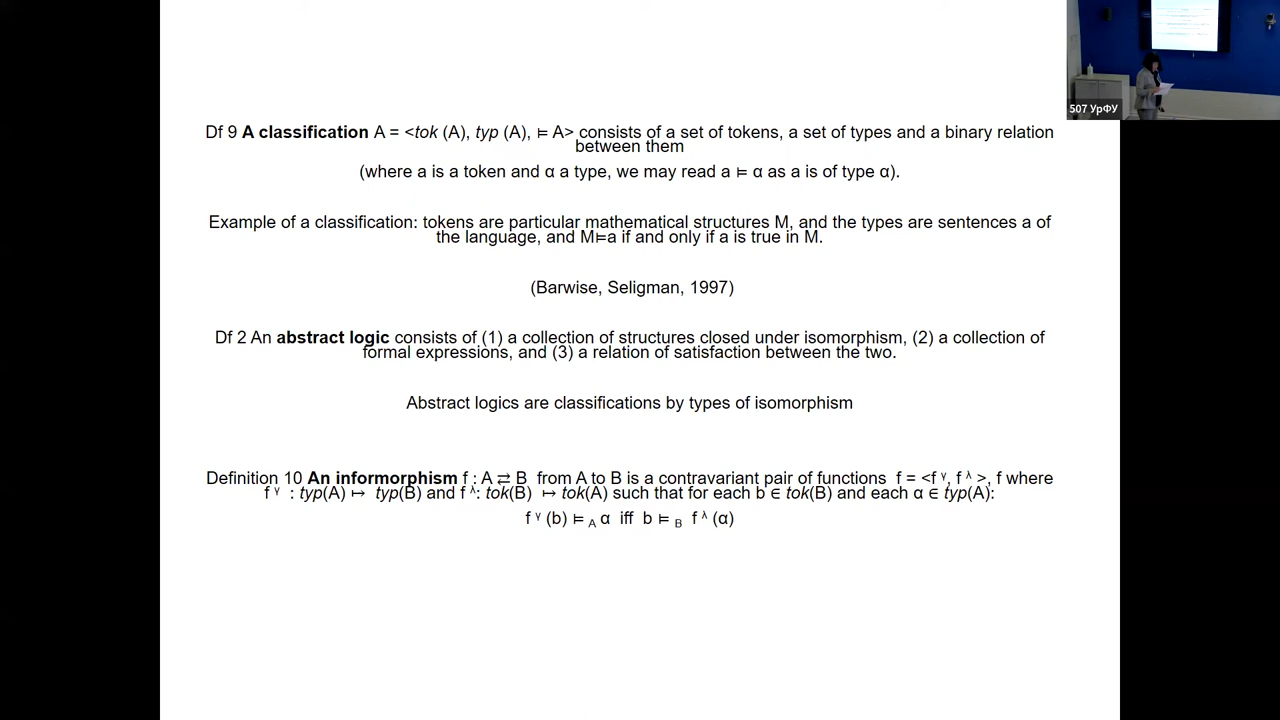 507 УрФУ
Df 9 A classification A = <tok (A), typ (A), ⊨ A> consists of a set of tokens, a set of types and a binary relation
between them
(where a is a token and α a type, we may read a ⊨ α as a is of type α).
Example of a classification: tokens are particular mathematical structures M, and the types are sentences a of
the language, and M⊨a if and only if a is true in M.
(Barwise, Seligman, 1997)
Df 2 An abstract logic consists of (1) a collection of structures closed under isomorphism, (2) a collection of
formal expressions, and (3) a relation of satisfaction between the two.
Abstract logics are classifications by types of isomorphism
Definition 10 An informorphism f : A ⇄ B from A to B is a contravariant pair of functions f = <f ᵞ, f ᵏ >, f where
f ᵞ : typ(A) ↦ typ(B) and f ᵏ: tok(B) ↦ tok(A) such that for each b ∈ tok(B) and each α ∈ typ(A):
f ᵞ (b) ⊨ A α iff b ⊨ B f ᵏ (α)